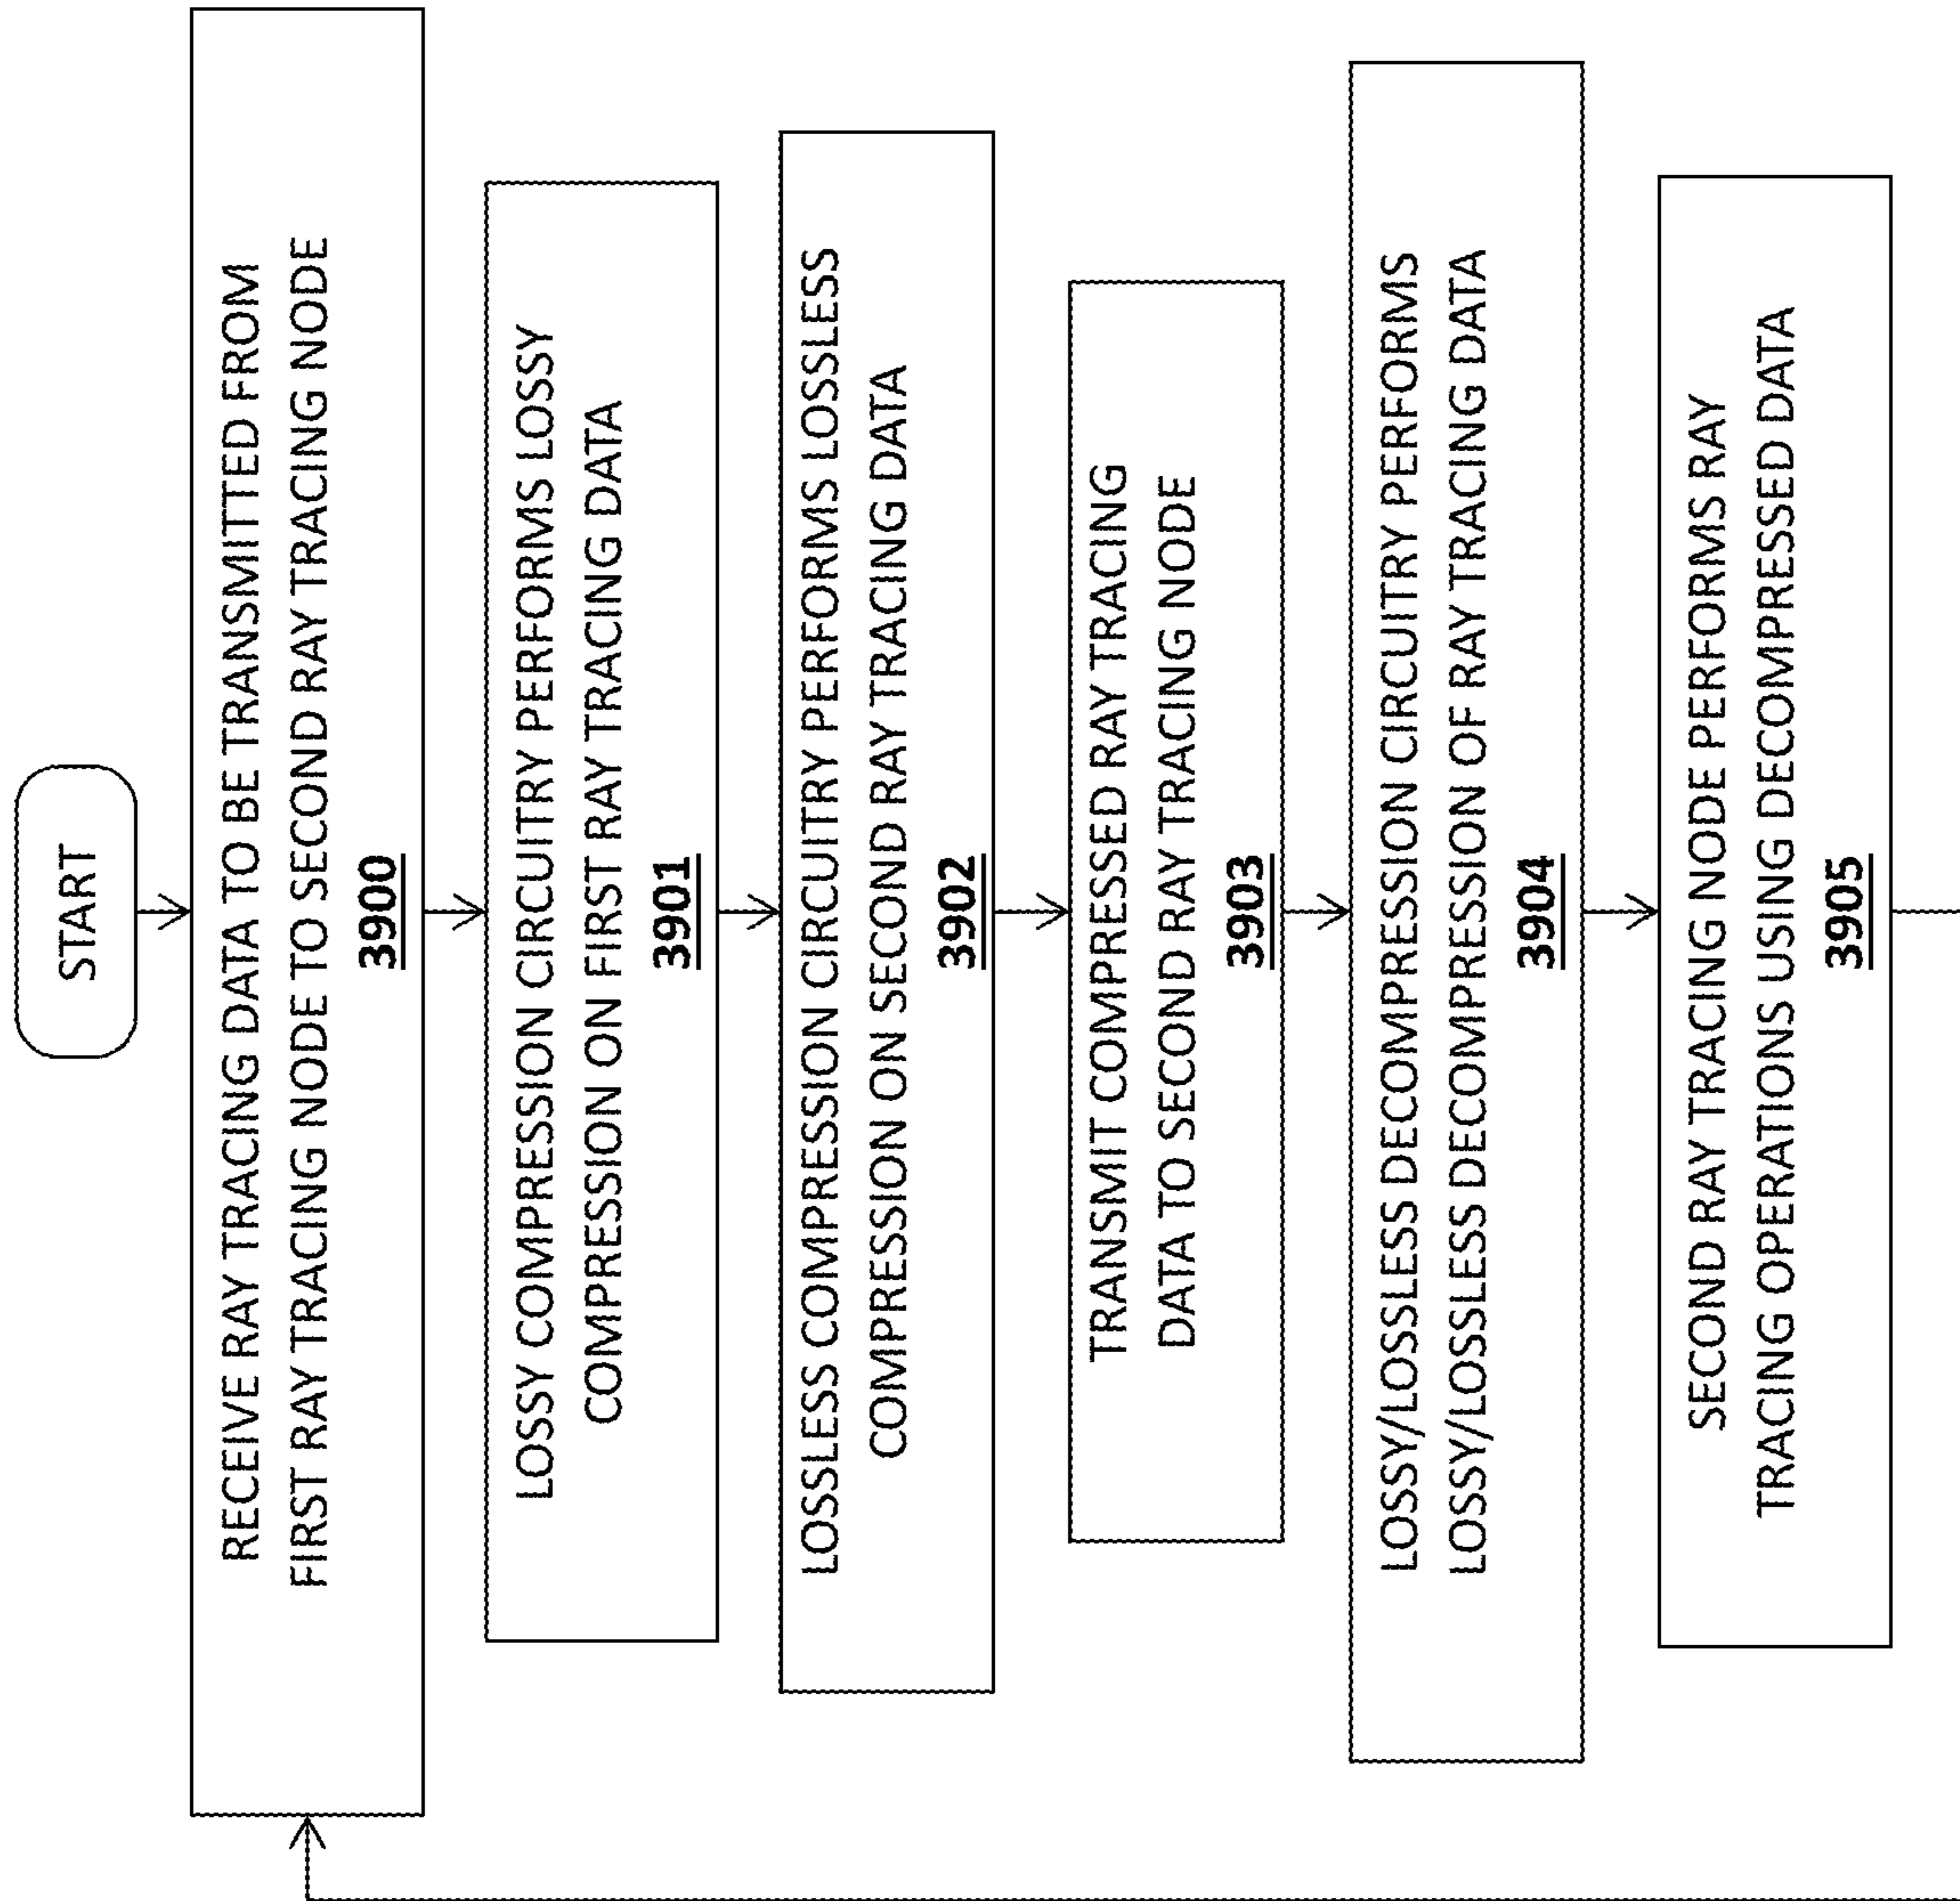 START
RECEIVE RAY TRACING DATA TO BE TRANSMITTED FROM
FIRST RAY TRACING NODE TO SECOND RAY TRACING NODE
3900
LOSSY COMPRESSION CIRCUITRY PERFORMS LOSSY
COMPRESSION ON FIRST RAY TRACING DATA
3901
LOSSLESS COMPRESSION CIRCUITRY PERFORMS LOSSLESS
COMPRESSION ON SECOND RAY TRACING DATA
3902
TRANSMIT COMPRESSED RAY TRACING
DATA TO SECOND RAY TRACING NODE
3903
LOSSY/LOSSLESS DECOMPRESSION CIRCUITRY PERFORMS
LOSSY/LOSSLESS DECOMPRESSION OF RAY TRACING DATA
3904
SECOND RAY TRACING NODE PERFORMS RAY
TRACING OPERATIONS USING DECOMPRESSED DATA
3905